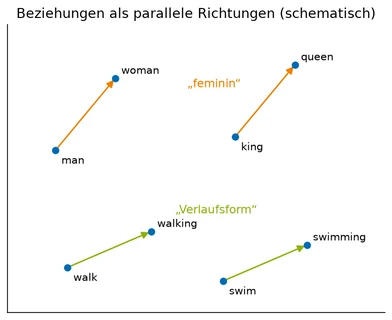 Beziehungen als parallele Richtungen (schematisch)
queen
woman
„feminin“
king
man
„Verlaufsform“
walking
swimming
walk
swim